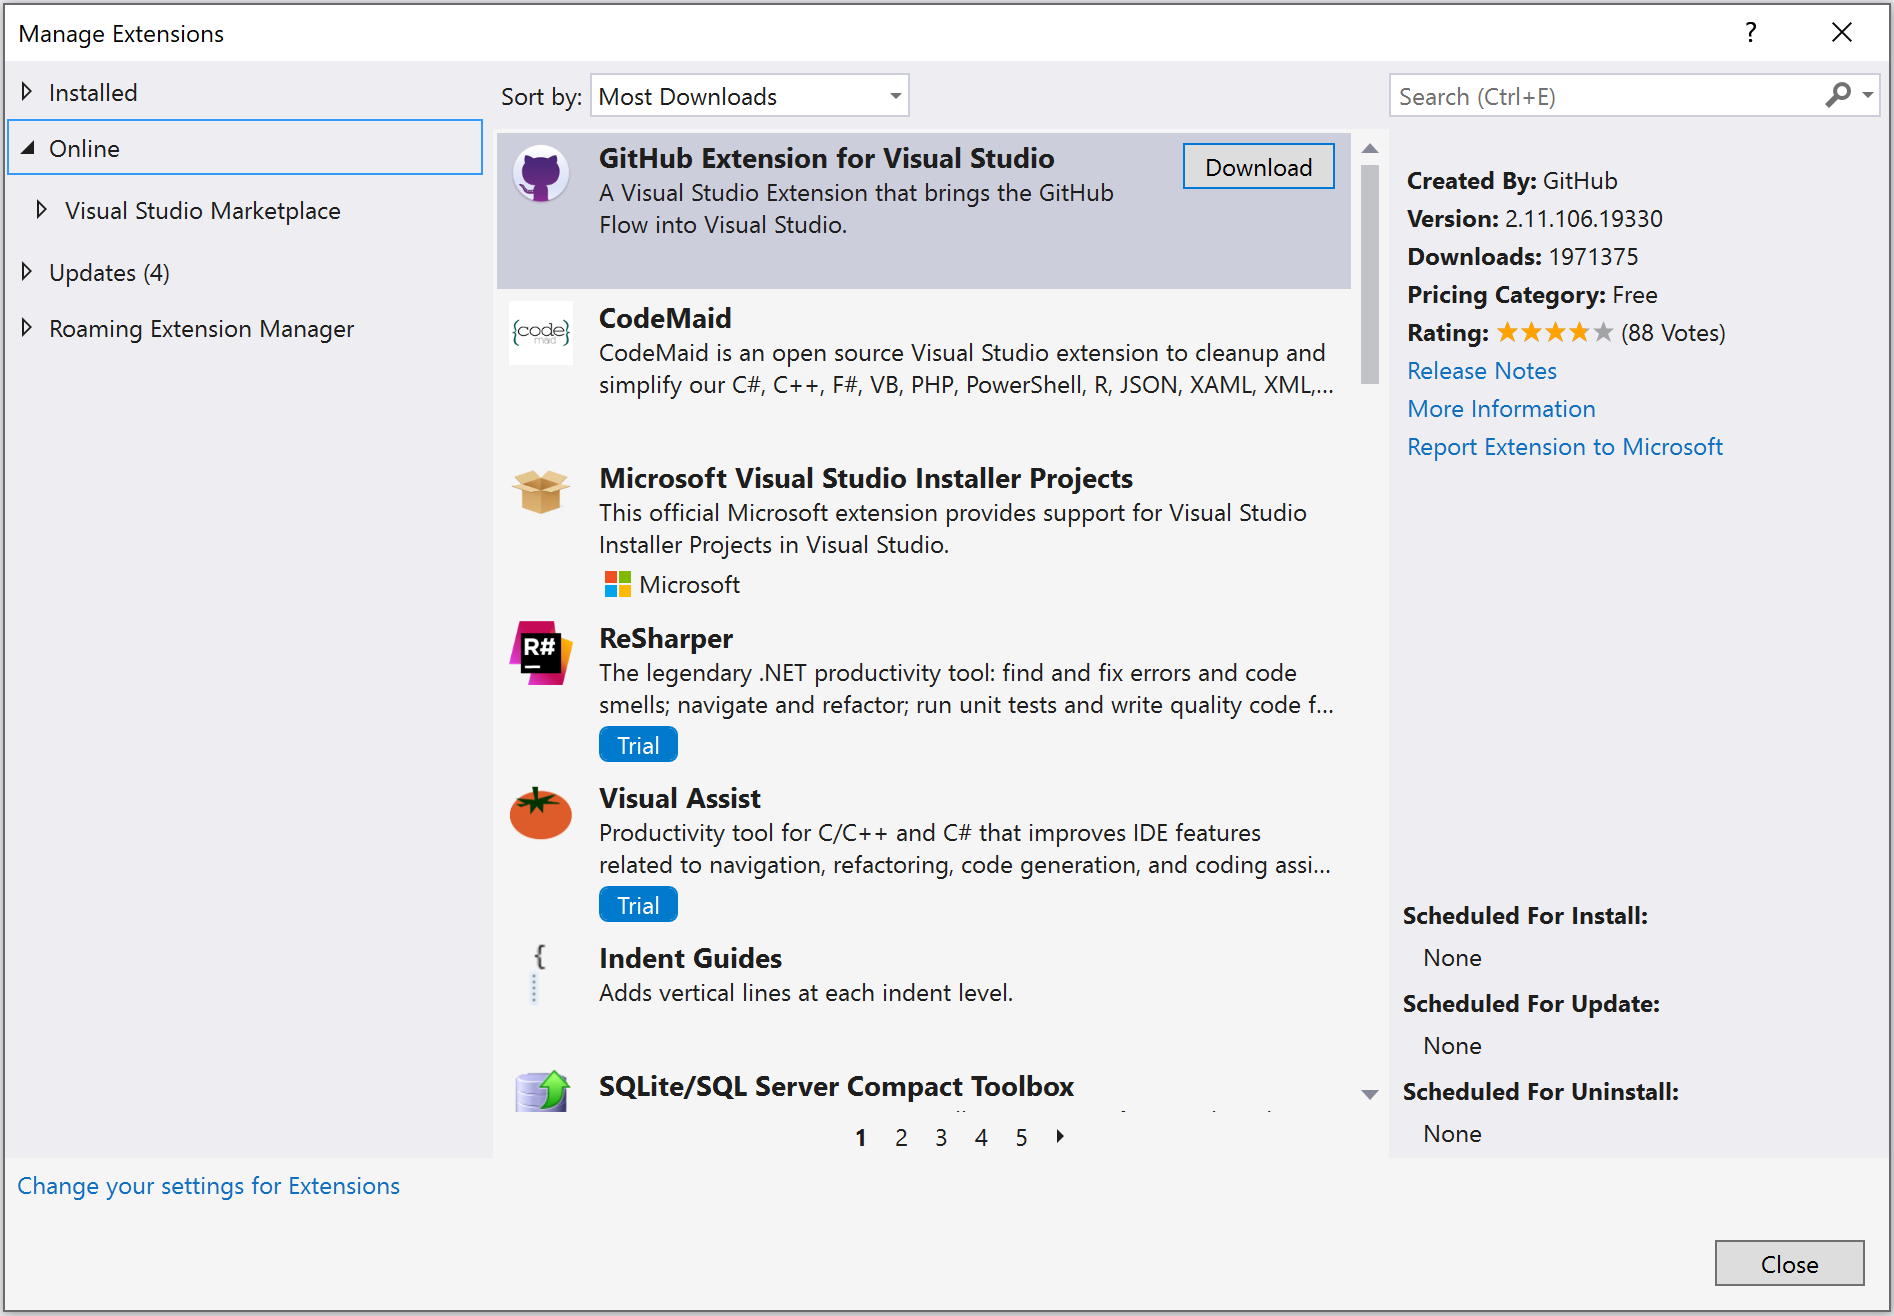 Manage Extensions
?
Installed
Online
Visual Studio Marketplace
Updates (4)
Roaming Extension Manager
Sort by: Most Downloads
GitHub Extension for Visual Studio
Download
A Visual Studio Extension that brings the GitHub
Flow into Visual Studio.
{code}
maid
CodeMaid
CodeMaid is an open source Visual Studio extension to cleanup and
simplify our C#, C++, F#, VB, PHP, PowerShell, R, JSON, XAML, XML,...
Microsoft Visual Studio Installer Projects
This official Microsoft extension provides support for Visual Studio
Installer Projects in Visual Studio.
Microsoft
R#
ReSharper
The legendary .NET productivity tool: find and fix errors and code
smells; navigate and refactor; run unit tests and write quality code f...
Trial
Visual Assist
Productivity tool for C/C++ and C# that improves IDE features
related to navigation, refactoring, code generation, and coding assi...
Trial
Indent Guides
Adds vertical lines at each indent level.
SQLite/SQL Server Compact Toolbox
1 2 3 4 5
Search (Ctrl+E)
Created By: GitHub
Version: 2.11.106.19330
Downloads: 1971375
Pricing Category: Free
Rating: (88 Votes)
Release Notes
More Information
Report Extension to Microsoft
Scheduled For Install:
None
Scheduled For Update:
None
Scheduled For Uninstall:
None
Change your settings for Extensions
Close